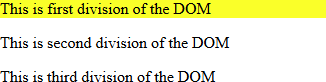 This is first division of the DOM
This is second division of the DOM
This is third division of the DOM